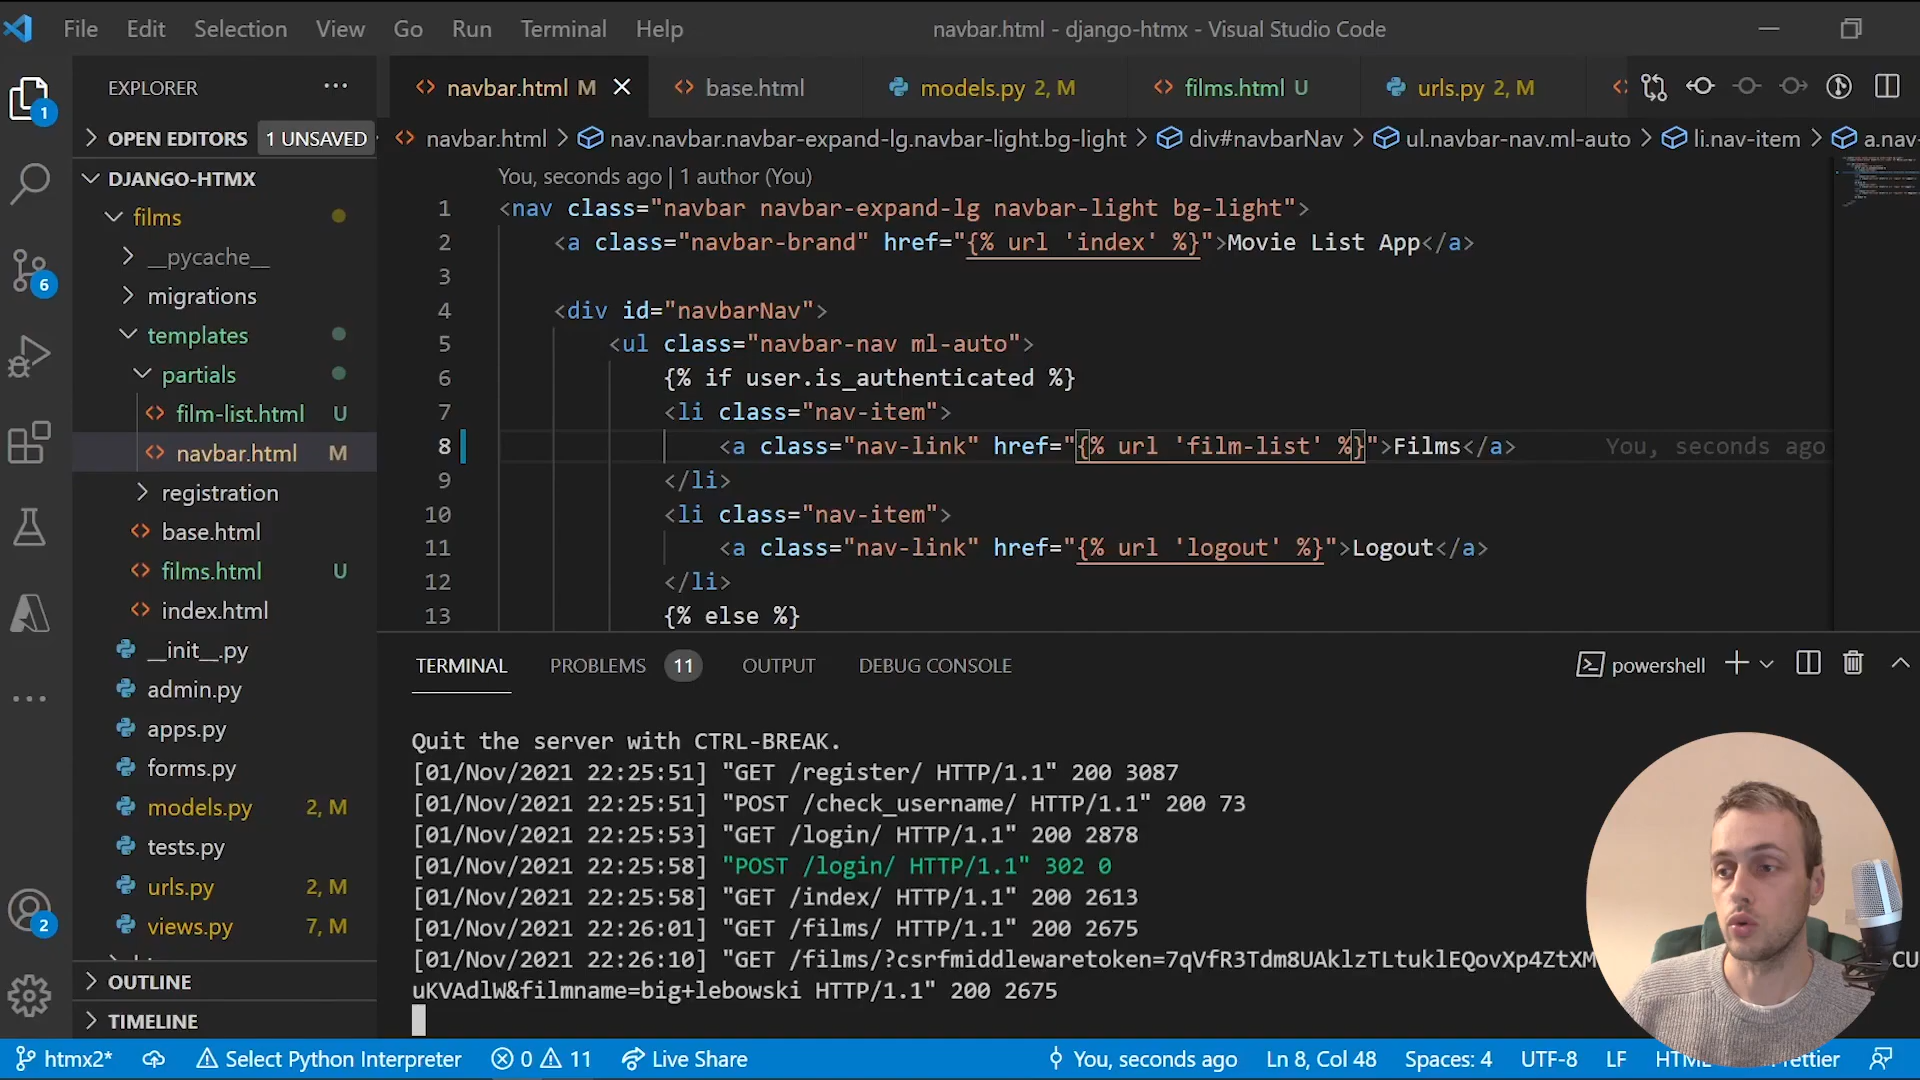 File Edit Selection View Go Run Terminal Help navbar.html - django-htmx - Visual Studio Code
EXPLORER
navbar.html M base.html models.py 2, M films.html U urls.py 2, M
OPEN EDITORS 1 UNSAVED
navbar.html > nav.navbar.navbar-expand-lg.navbar-light.bg-light > div#navbarNav > ul.navbar-nav.ml-auto > li.nav-item > a.nav-
DJANGO-HTMX
films
__pycache__
migrations
templates
partials
film-list.html U
navbar.html M
registration
base.html
films.html U
index.html
__init__.py
admin.py
apps.py
forms.py
models.py 2, M
tests.py
urls.py 2, M
views.py 7, M
OUTLINE
TIMELINE
1
6
2
You, seconds ago | 1 author (You)
1 <nav class="navbar navbar-expand-lg navbar-light bg-light">
2 <a class="navbar-brand" href="{% url 'index' %}">Movie List App</a>
3
4 <div id="navbarNav">
5 <ul class="navbar-nav ml-auto">
6 {% if user.is_authenticated %}
7 <li class="nav-item">
8 <a class="nav-link" href="{% url 'film-list' %}">Films</a> You, seconds ago
9 </li>
10 <li class="nav-item">
11 <a class="nav-link" href="{% url 'logout' %}">Logout</a>
12 </li>
13 {% else %}
TERMINAL PROBLEMS 11 OUTPUT DEBUG CONSOLE powershell
Quit the server with CTRL-BREAK.
[01/Nov/2021 22:25:51] "GET /register/ HTTP/1.1" 200 3087
[01/Nov/2021 22:25:51] "POST /check_username/ HTTP/1.1" 200 73
[01/Nov/2021 22:25:53] "GET /login/ HTTP/1.1" 200 2878
[01/Nov/2021 22:25:58] "POST /login/ HTTP/1.1" 302 0
[01/Nov/2021 22:25:58] "GET /index/ HTTP/1.1" 200 2613
[01/Nov/2021 22:26:01] "GET /films/ HTTP/1.1" 200 2675
[01/Nov/2021 22:26:10] "GET /films/?csrfmiddlewaretoken=7qVfR3Tdm8UAklzTLtuklEQovXp4ZtXM CU
uKVAdlW&filmname=big+lebowski HTTP/1.1" 200 2675
htmx2* Select Python Interpreter 0 11 Live Share You, seconds ago Ln 8, Col 48 Spaces: 4 UTF-8 LF HTML